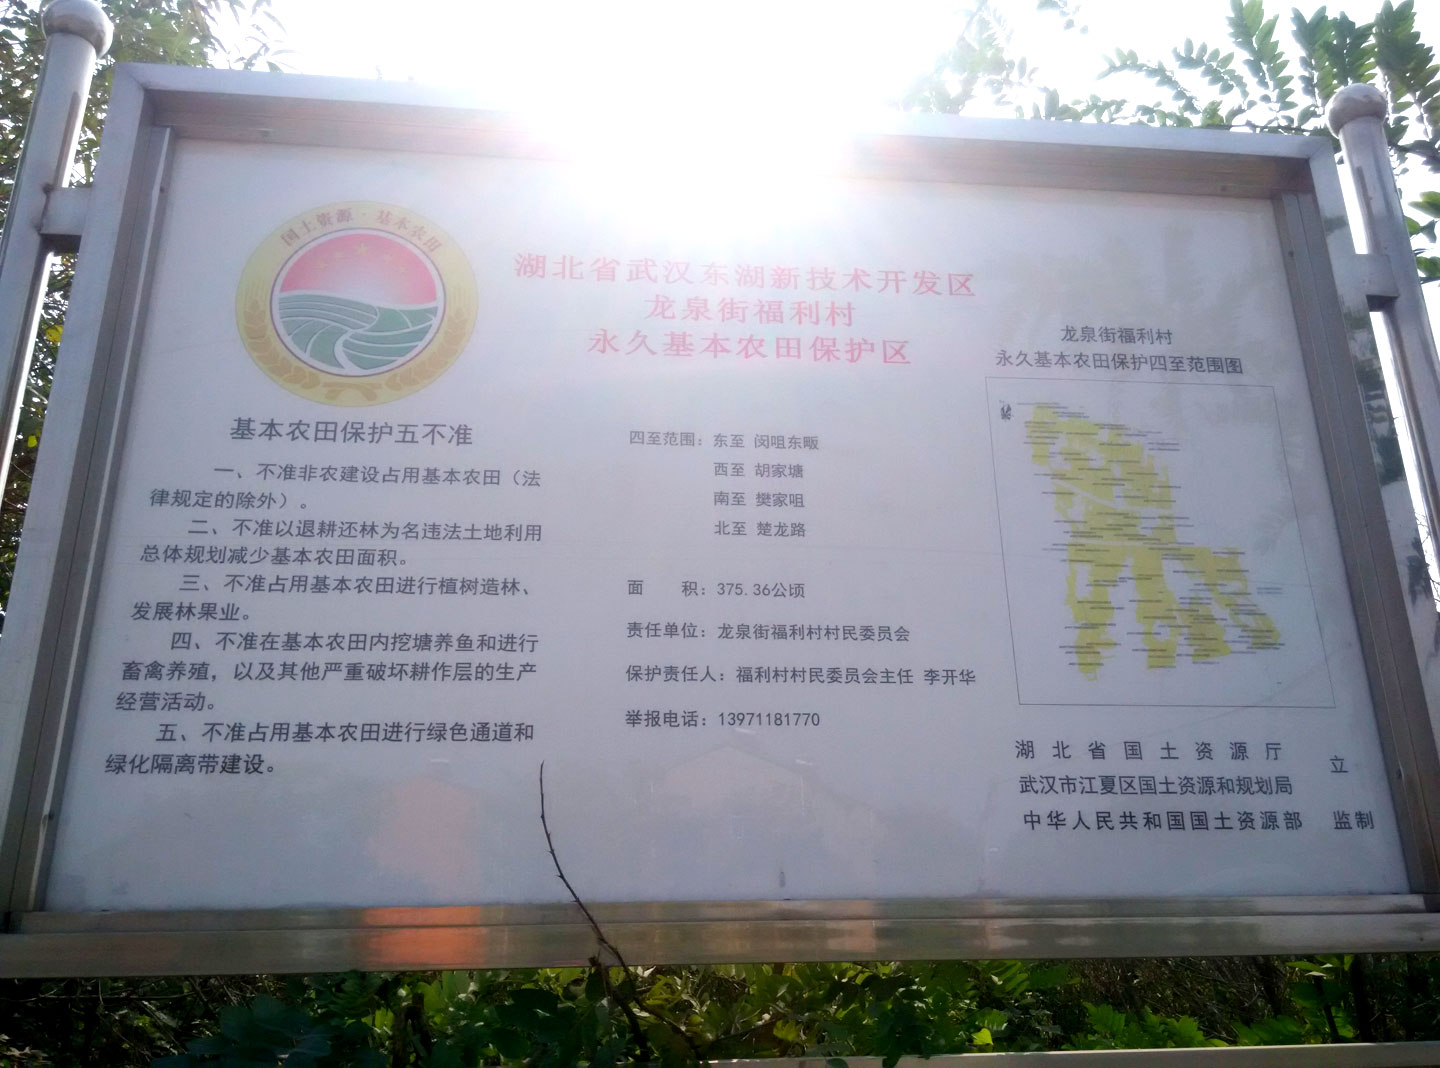 国土资源·基本农田
湖北省武汉东湖新技术开发区
龙泉街福利村
永久基本农田保护区
基本农田保护五不准
一、不准非农建设占用基本农田（法
律规定的除外）。
二、不准以退耕还林为名违法土地利用
总体规划减少基本农田面积。
三、不准占用基本农田进行植树造林、
发展林果业。
四、不准在基本农田内挖塘养鱼和进行
畜禽养殖，以及其他严重破坏耕作层的生产
经营活动。
五、不准占用基本农田进行绿色通道和
绿化隔离带建设。
四至范围：东至 闵咀东畈
西至 胡家塘
南至 樊家咀
北至 楚龙路
面 积：375.36公顷
责任单位：龙泉街福利村村民委员会
保护责任人：福利村村民委员会主任 李开华
举报电话：13971181770
龙泉街福利村
永久基本农田保护四至范围图
湖北省国土资源厅 立
武汉市江夏区国土资源和规划局
中华人民共和国国土资源部 监制